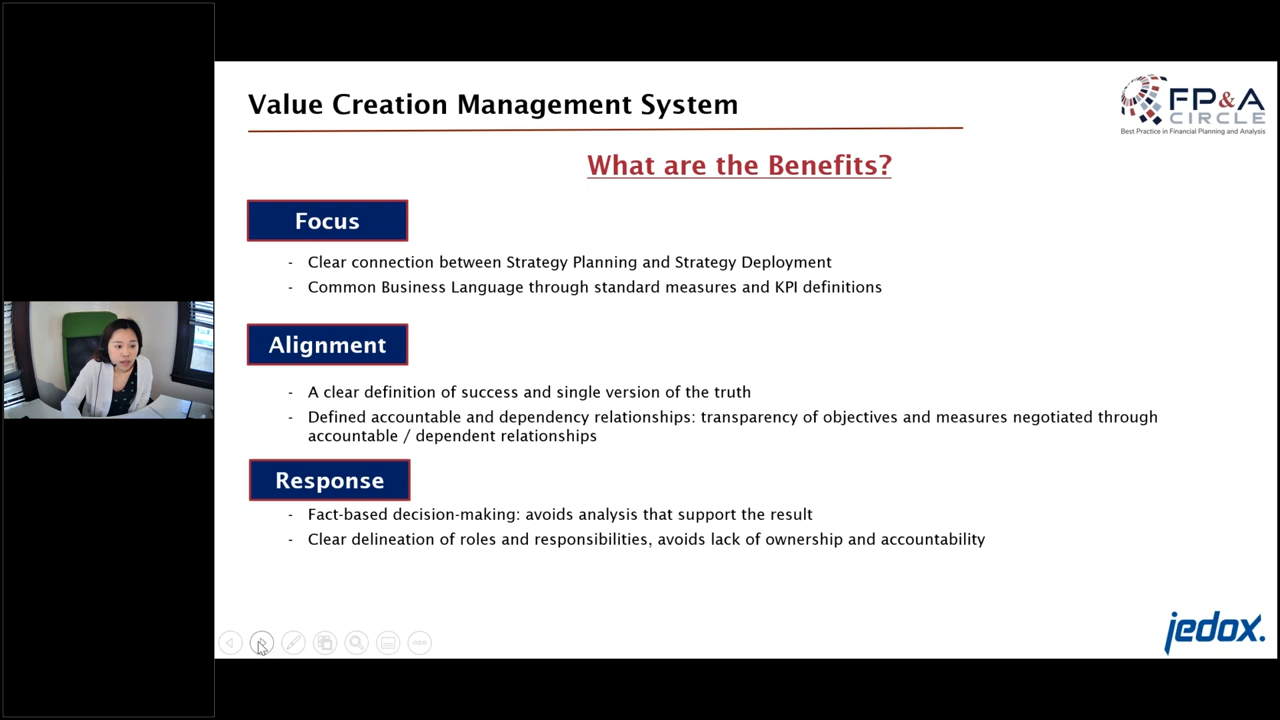 Value Creation Management System
FP&A
CIRCLE
Best Practice in Financial Planning and Analysis
What are the Benefits?
Focus
- Clear connection between Strategy Planning and Strategy Deployment
- Common Business Language through standard measures and KPI definitions
Alignment
- A clear definition of success and single version of the truth
- Defined accountable and dependency relationships: transparency of objectives and measures negotiated through
accountable / dependent relationships
Response
- Fact-based decision-making: avoids analysis that support the result
- Clear delineation of roles and responsibilities, avoids lack of ownership and accountability
jedox.